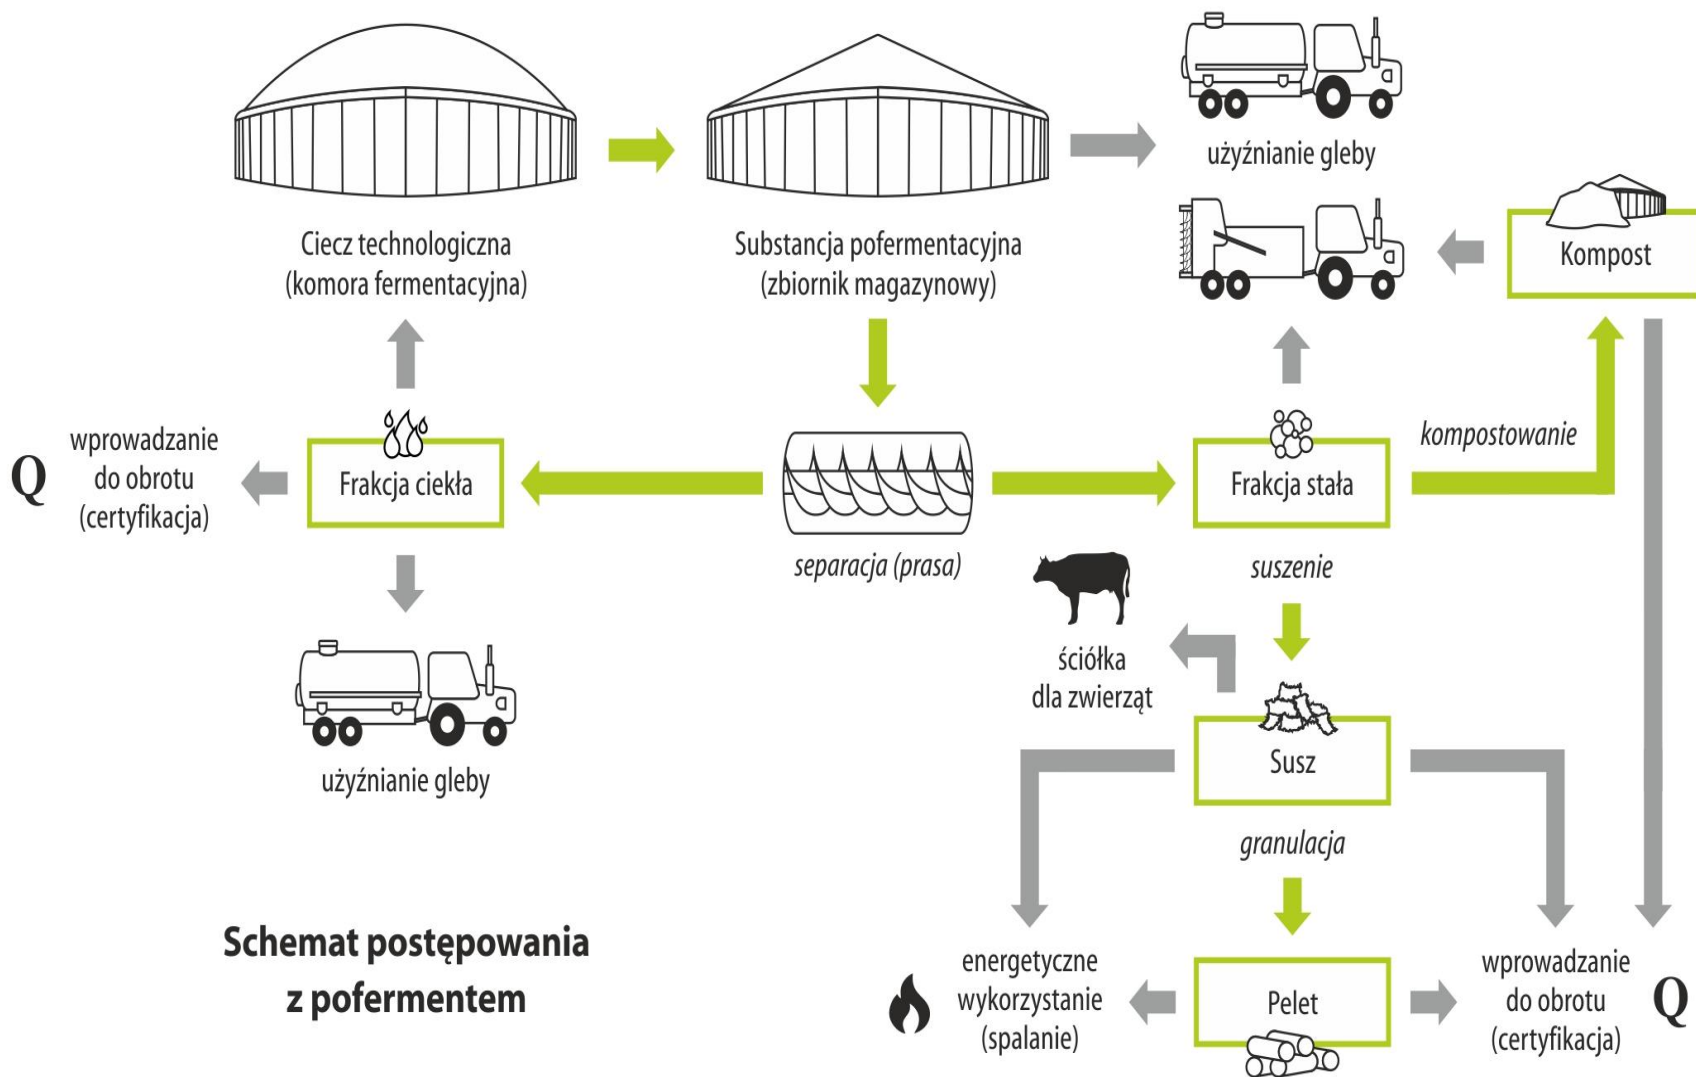 użyźnianie gleby
Ciecz technologiczna
(komora fermentacyjna)
Substancja pofermentacyjna
(zbiornik magazynowy)
Kompost
Q
wprowadzanie
do obrotu
(certyfikacja)
Frakcja ciekła
separacja (prasa)
Frakcja stała
kompostowanie
suszenie
ściółka
dla zwierząt
użyźnianie gleby
Susz
granulacja
Schemat postępowania
z pofermentem
energetyczne
wykorzystanie
(spalanie)
Pelet
wprowadzanie
do obrotu
(certyfikacja)
Q